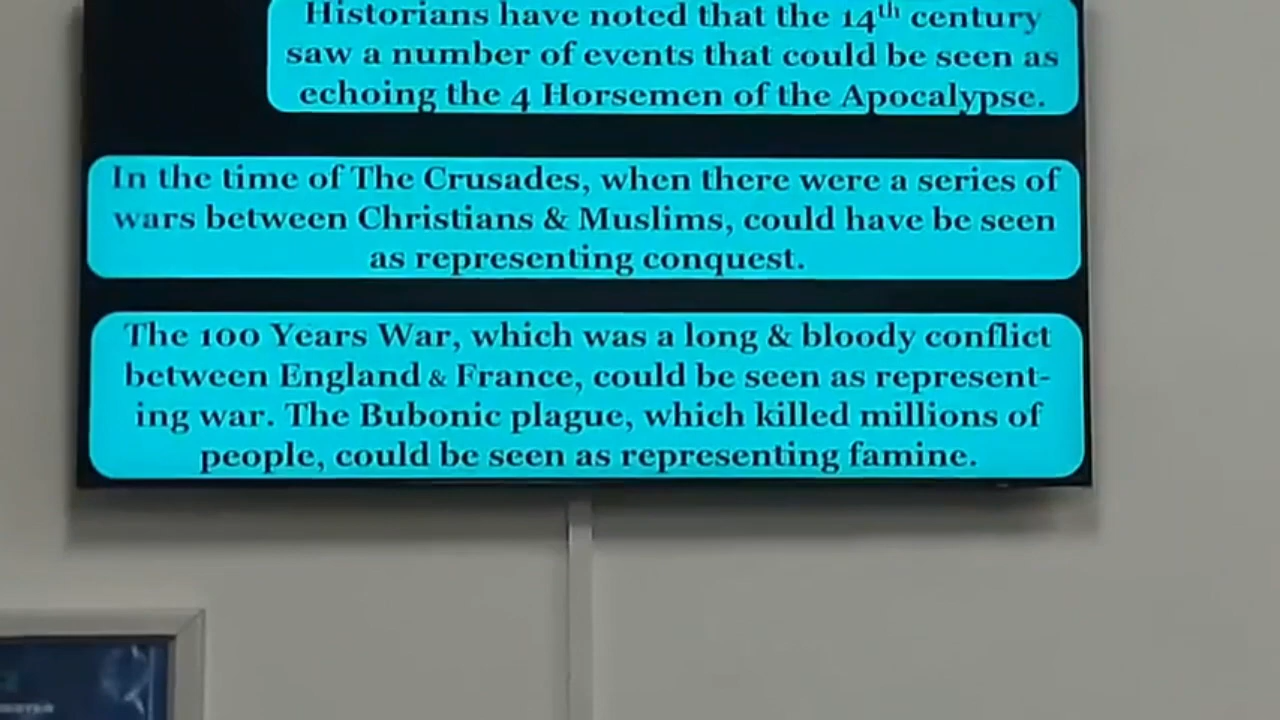 Historians have noted that the 14th century
saw a number of events that could be seen as
echoing the 4 Horsemen of the Apocalypse.
In the time of The Crusades, when there were a series of
wars between Christians & Muslims, could have be seen
as representing conquest.
The 100 Years War, which was a long & bloody conflict
between England & France, could be seen as represent-
ing war. The Bubonic plague, which killed millions of
people, could be seen as representing famine.